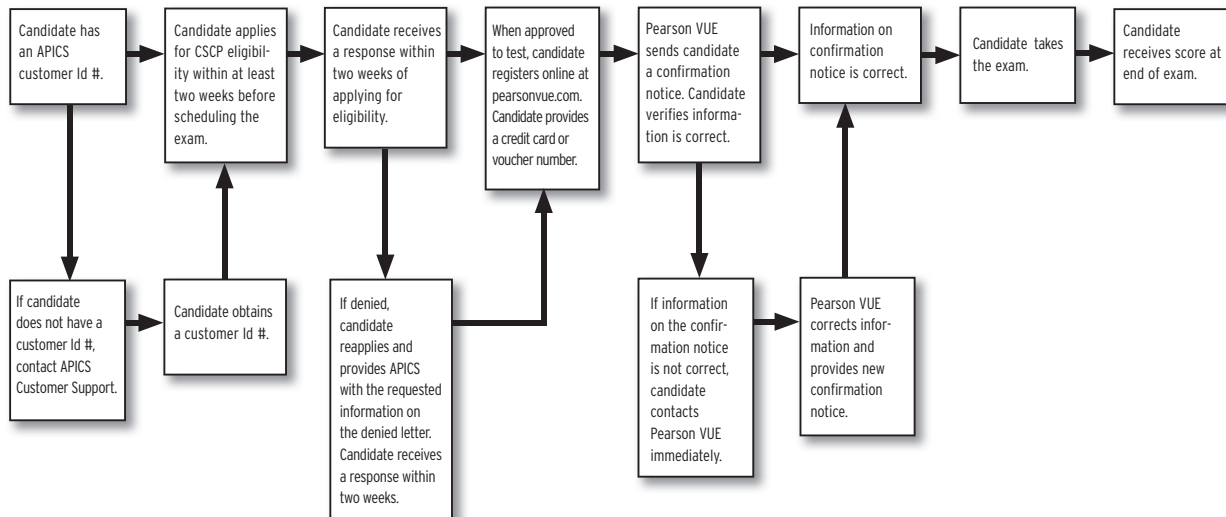 Candidate has
an APICS
customer Id #.
Candidate applies
for CSCP eligibil-
ity within at least
two weeks before
scheduling the
exam.
Candidate receives
a response within
two weeks of
applying for
eligibility.
When approved
to test, candidate
registers online at
pearsonvue.com.
Candidate provides
a credit card or
voucher number.
Pearson VUE
sends candidate
a confirmation
notice. Candidate
verifies informa-
tion is correct.
Information on
confirmation
notice is correct.
Candidate takes
the exam.
Candidate
receives score at
end of exam.
If candidate
does not have a
customer Id #,
contact APICS
Customer Support.
Candidate obtains
a customer Id #.
If denied,
candidate
reapplies and
provides APICS
with the requested
information on
the denied letter.
Candidate receives
a response within
two weeks.
If information
on the confir-
mation notice
is not correct,
candidate
contacts
Pearson VUE
immediately.
Pearson VUE
corrects infor-
mation and
provides new
confirmation
notice.